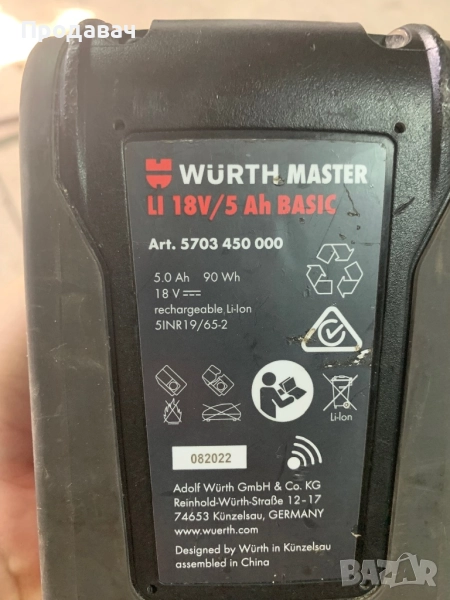 Продавач
WÜRTH MASTER
LI 18V/5 Ah BASIC
Art. 5703 450 000
5.0 Ah 90 Wh
18 V
rechargeable, Li-Ion
5INR19/65-2
Li-Ion
082022
Adolf Würth GmbH & Co. KG
Reinhold-Würth-Straße 12-17
74653 Künzelsau, GERMANY
www.wuerth.com
Designed by Würth in Künzelsau
assembled in China
BAZAR